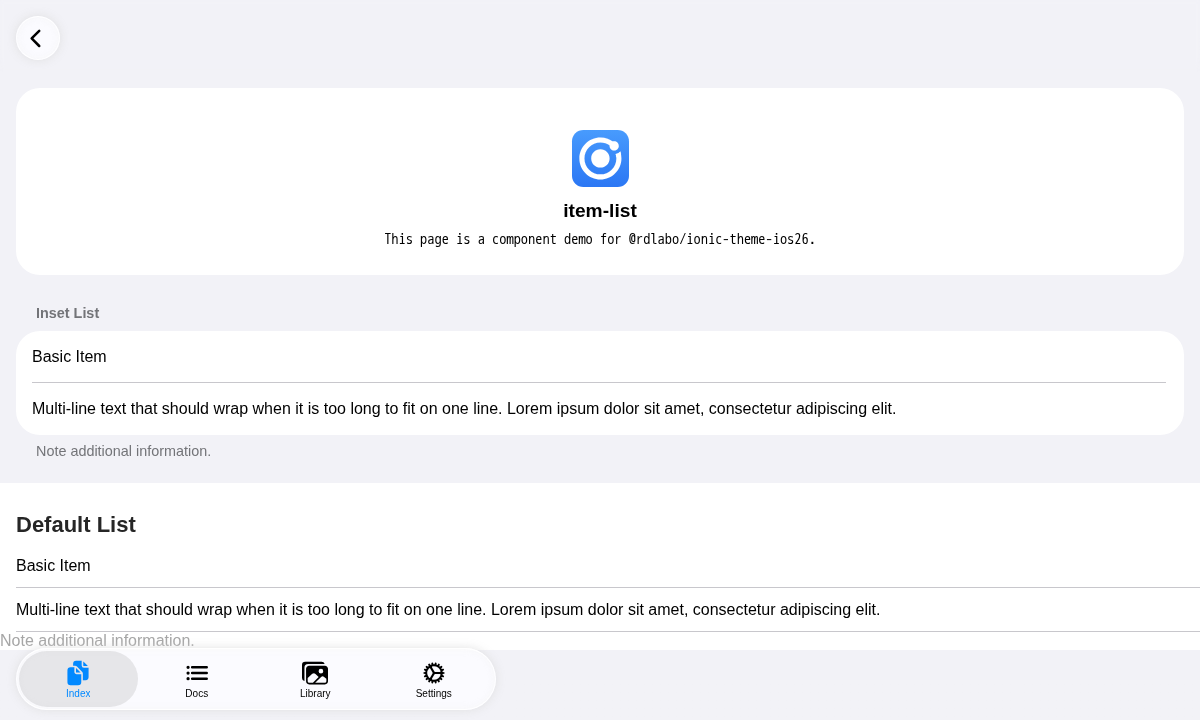 item-list
This page is a component demo for @rdlabo/ionic-theme-ios26.
Inset List
Basic Item
Multi-line text that should wrap when it is too long to fit on one line. Lorem ipsum dolor sit amet, consectetur adipiscing elit.
Note additional information.
Default List
Basic Item
Multi-line text that should wrap when it is too long to fit on one line. Lorem ipsum dolor sit amet, consectetur adipiscing elit.
Note additional information.
Index
Docs
Library
Settings